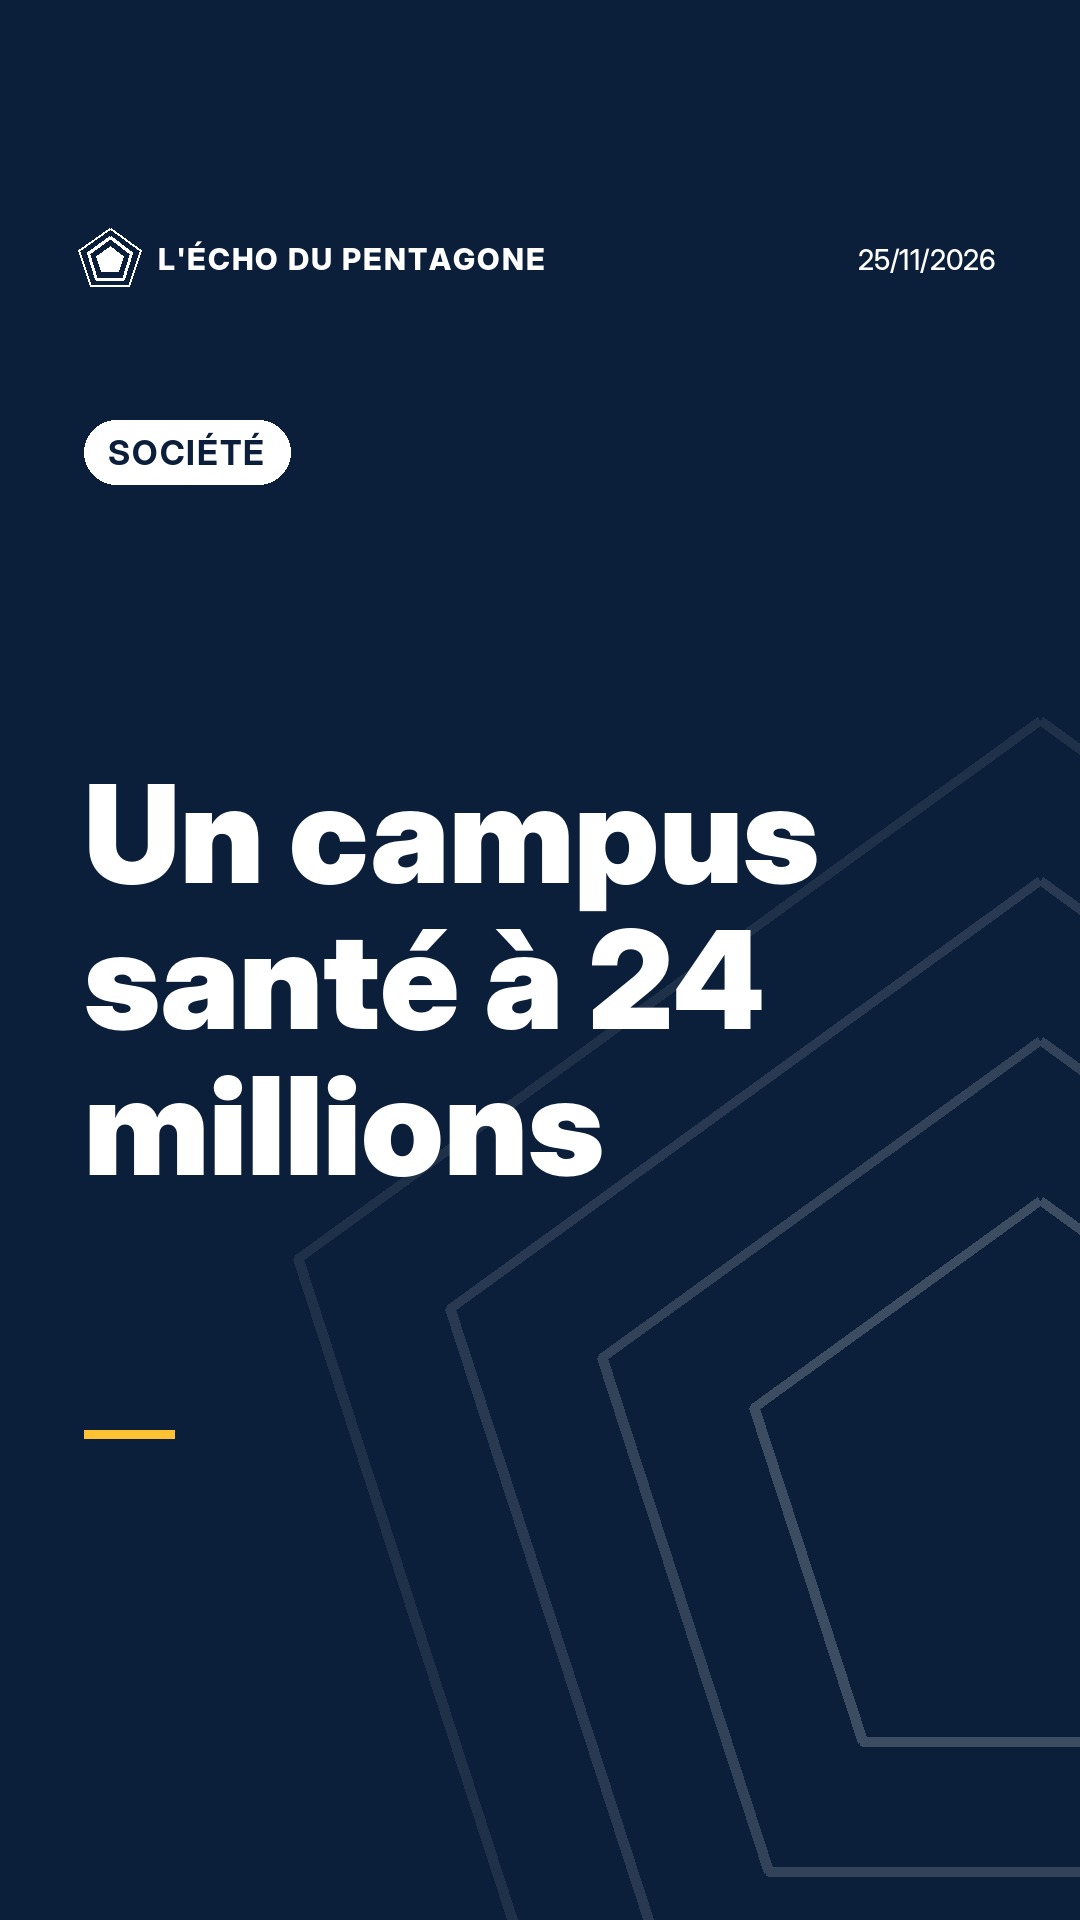 L'ÉCHO DU PENTAGONE
25/11/2026
SOCIÉTÉ
Un campus
santé à 24
millions